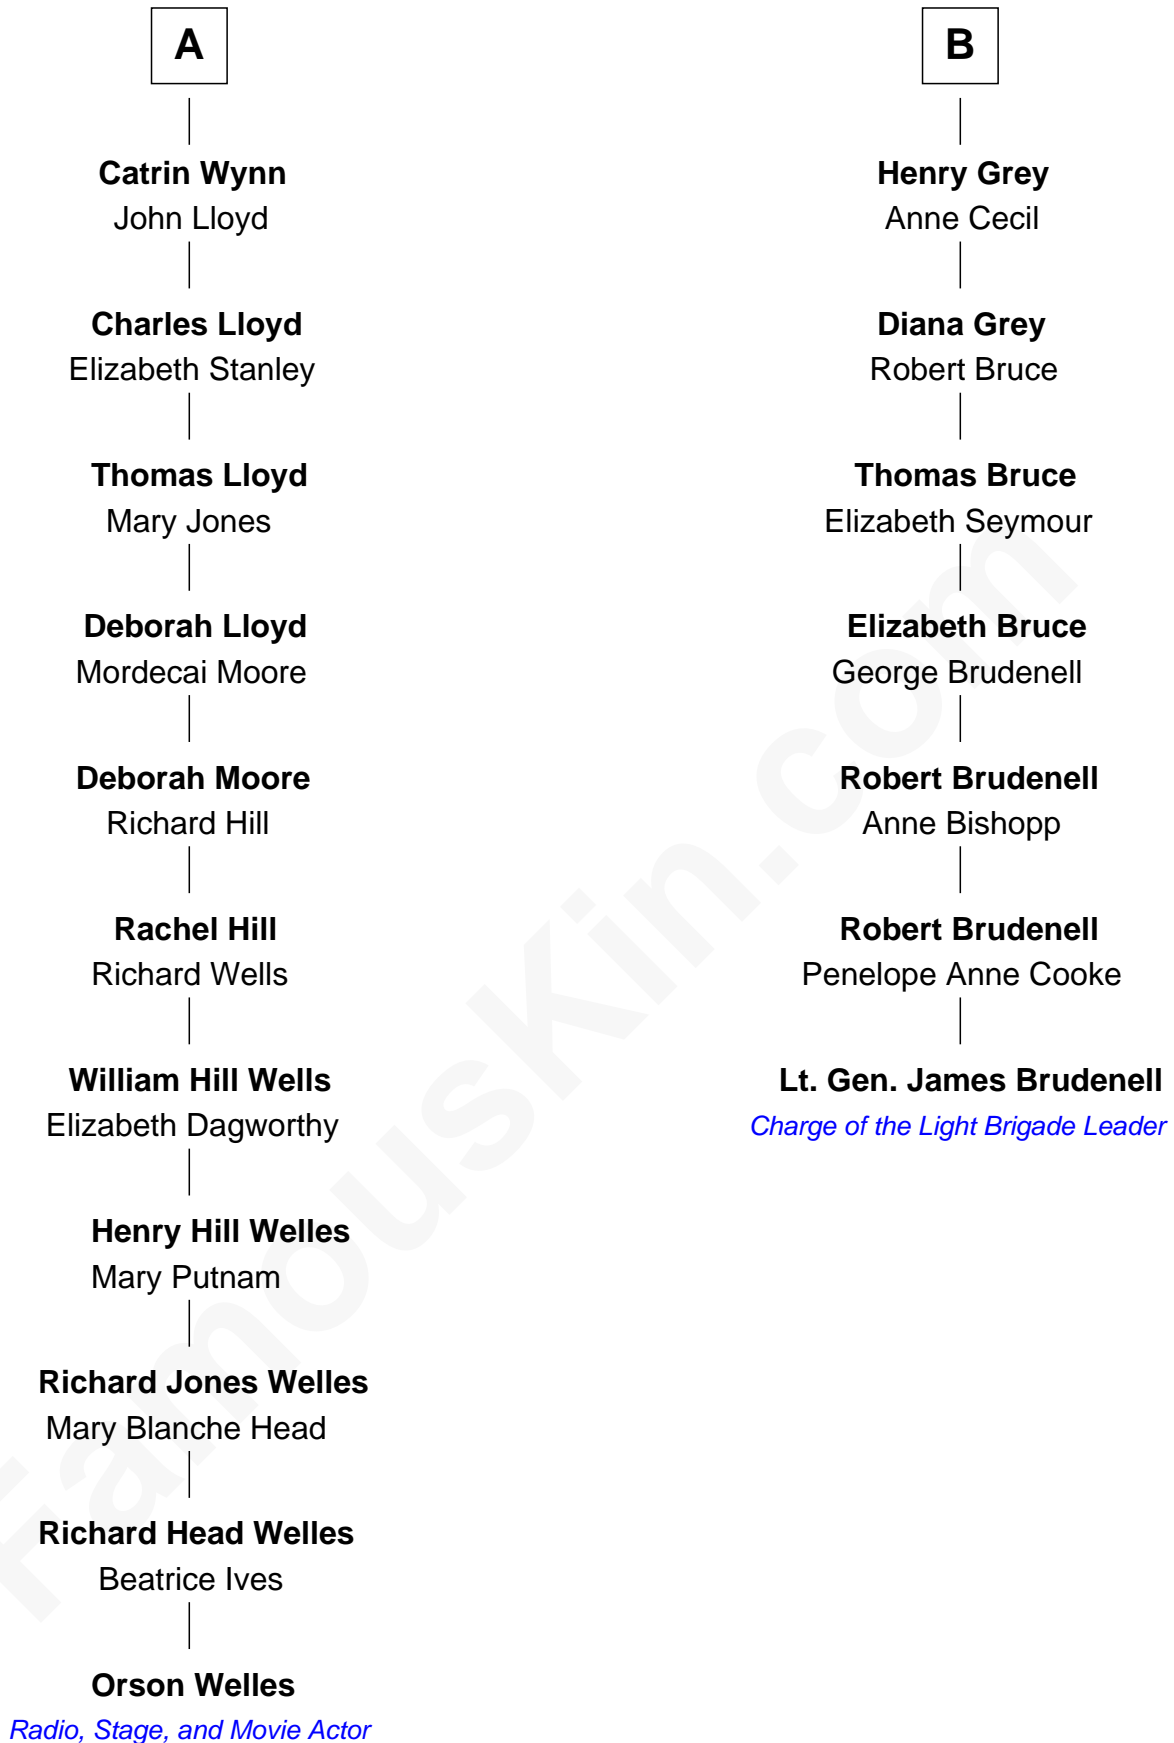 A
Catrin Wynn
John Lloyd
Charles Lloyd
Elizabeth Stanley
Thomas Lloyd
Mary Jones
Deborah Lloyd
Mordecai Moore
Deborah Moore
Richard Hill
Rachel Hill
Richard Wells
William Hill Wells
Elizabeth Dagworthy
Henry Hill Welles
Mary Putnam
Richard Jones Welles
Mary Blanche Head
Richard Head Welles
Beatrice Ives
Orson Welles
Radio, Stage, and Movie Actor
B
Henry Grey
Anne Cecil
Diana Grey
Robert Bruce
Thomas Bruce
Elizabeth Seymour
Elizabeth Bruce
George Brudenell
Robert Brudenell
Anne Bishopp
Robert Brudenell
Penelope Anne Cooke
Lt. Gen. James Brudenell
Charge of the Light Brigade Leader
FamousKin.com